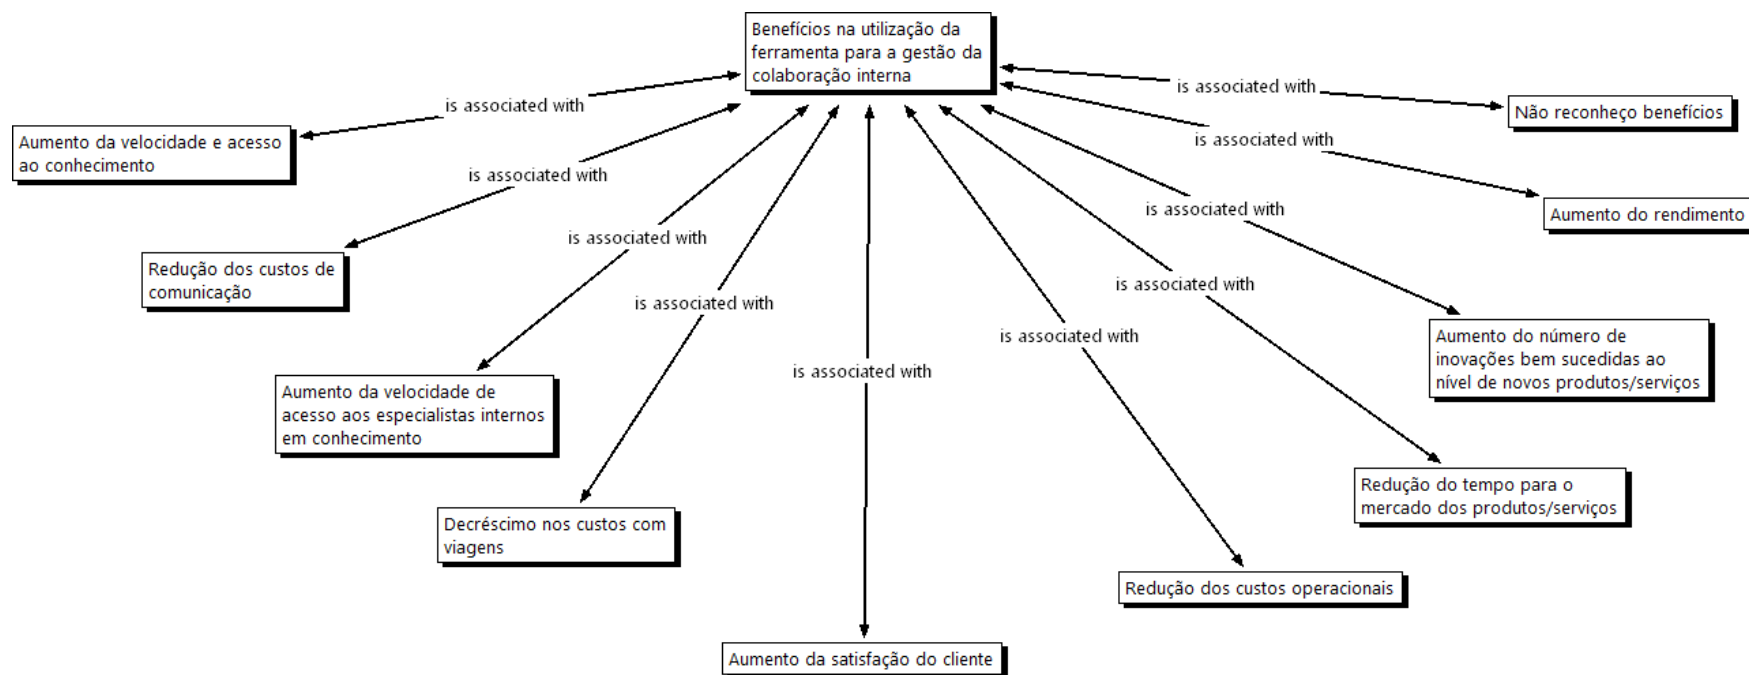 Benefícios na utilização da
ferramenta para a gestão da
colaboração interna
is associated with
is associated with
is associated with
is associated with
is associated with
is associated with
is associated with
is associated with
is associated with
is associated with
Aumento da velocidade e acesso
ao conhecimento
Redução dos custos de
comunicação
Aumento da velocidade de
acesso aos especialistas internos
em conhecimento
Decréscimo nos custos com
viagens
Aumento da satisfação do cliente
Redução dos custos operacionais
Redução do tempo para o
mercado dos produtos/serviços
Aumento do número de
inovações bem sucedidas ao
nível de novos produtos/serviços
Aumento do rendimento
Não reconheço benefícios